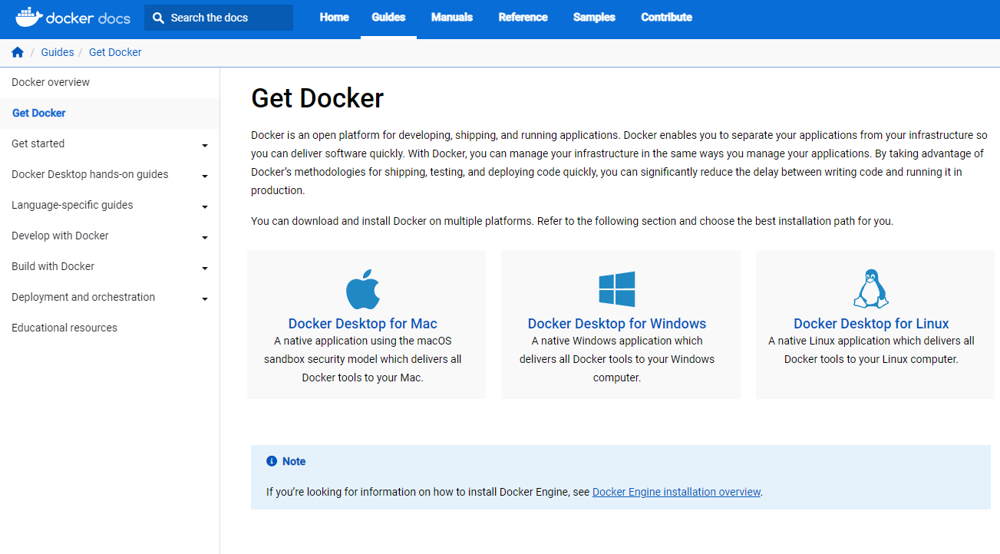 docker docs
Search the docs
Home Guides Manuals Reference Samples Contribute
/ Guides / Get Docker
Docker overview
Get Docker
Get started
Docker Desktop hands-on guides
Language-specific guides
Develop with Docker
Build with Docker
Deployment and orchestration
Educational resources
Get Docker
Docker is an open platform for developing, shipping, and running applications. Docker enables you to separate your applications from your infrastructure so
you can deliver software quickly. With Docker, you can manage your infrastructure in the same ways you manage your applications. By taking advantage of
Docker’s methodologies for shipping, testing, and deploying code quickly, you can significantly reduce the delay between writing code and running it in
production.
You can download and install Docker on multiple platforms. Refer to the following section and choose the best installation path for you.
Docker Desktop for Mac
A native application using the macOS
sandbox security model which delivers all
Docker tools to your Mac.
Docker Desktop for Windows
A native Windows application which
delivers all Docker tools to your Windows
computer.
Docker Desktop for Linux
A native Linux application which delivers all
Docker tools to your Linux computer.
Note
If you’re looking for information on how to install Docker Engine, see Docker Engine installation overview.